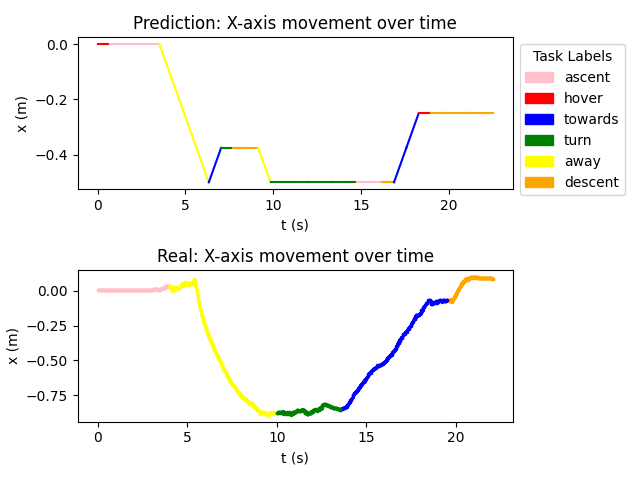 Prediction: X-axis movement over time
0.0
−0.2
−0.4
x (m)
0
5
10
15
20
t (s)
Task Labels
ascent
hover
towards
turn
away
descent
Real: X-axis movement over time
0.00
−0.25
−0.50
−0.75
x (m)
0
5
10
15
20
t (s)